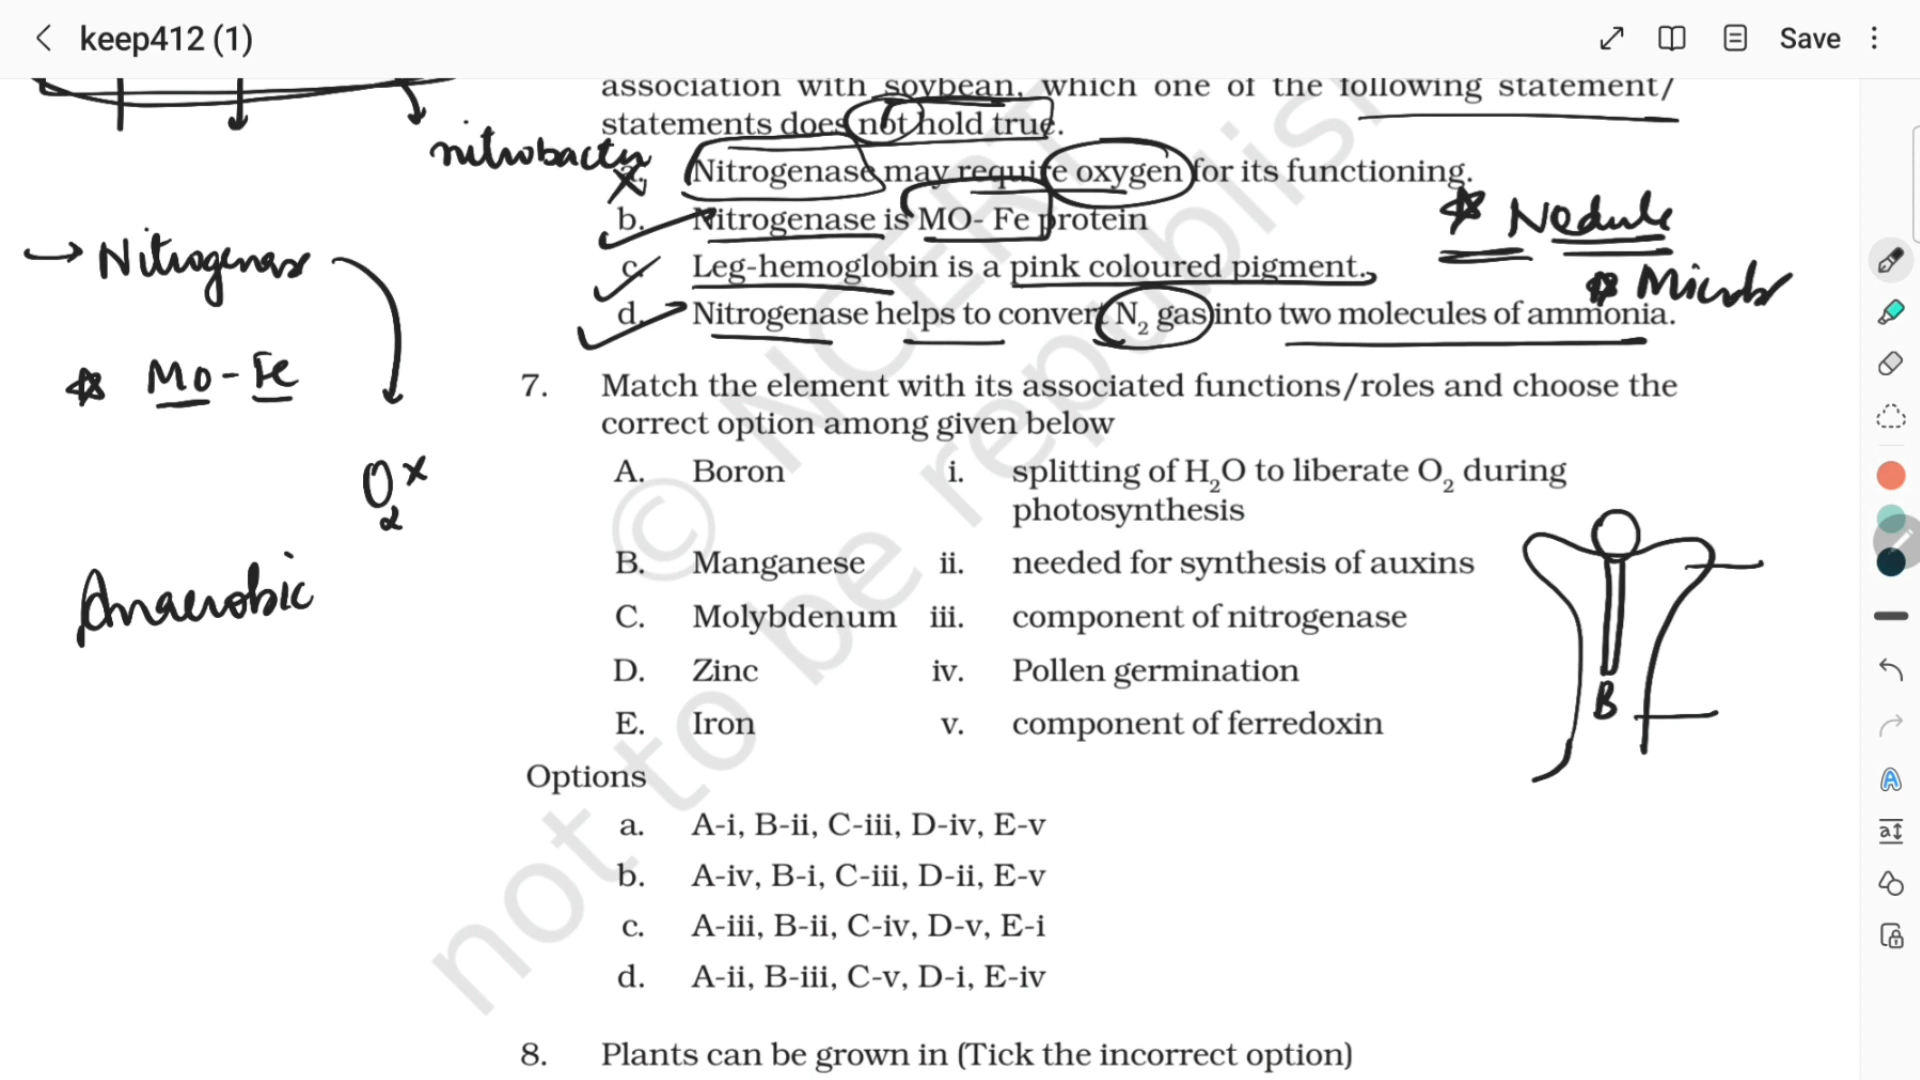 keep412 (1)
Save
association with soybean, which one of the following statement/
statements does not hold true.
nitrobacty
a. Nitrogenase may require oxygen for its functioning.
b. Nitrogenase is MO- Fe protein
c. Leg-hemoglobin is a pink coloured pigment.
d. Nitrogenase helps to convert N2 gas into two molecules of ammonia.
Nodule
Nitrogenase
Mo-Fe
O2 x
Anaerobic
7. Match the element with its associated functions/roles and choose the
correct option among given below
A. Boron i. splitting of H2O to liberate O2 during
photosynthesis
B. Manganese ii. needed for synthesis of auxins
C. Molybdenum iii. component of nitrogenase
D. Zinc iv. Pollen germination
E. Iron v. component of ferredoxin
B
Options
a. A-i, B-ii, C-iii, D-iv, E-v
b. A-iv, B-i, C-iii, D-ii, E-v
c. A-iii, B-ii, C-iv, D-v, E-i
d. A-ii, B-iii, C-v, D-i, E-iv
8. Plants can be grown in (Tick the incorrect option)
© NCERT
not to be republis